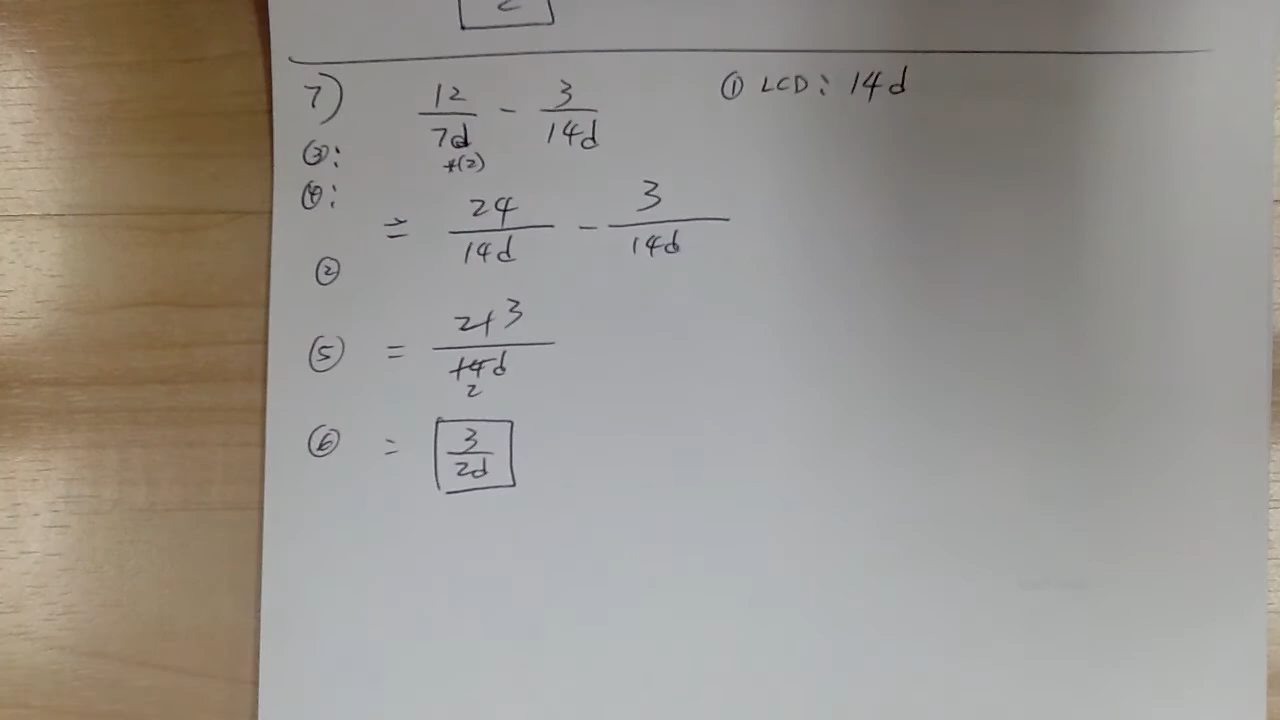 7) 12/7d - 3/14d ① LCD: 14d
③: *(2)
④:
= 24/14d - 3/14d
②
⑤ = 21 3/14d 2
⑥ = 3/2d